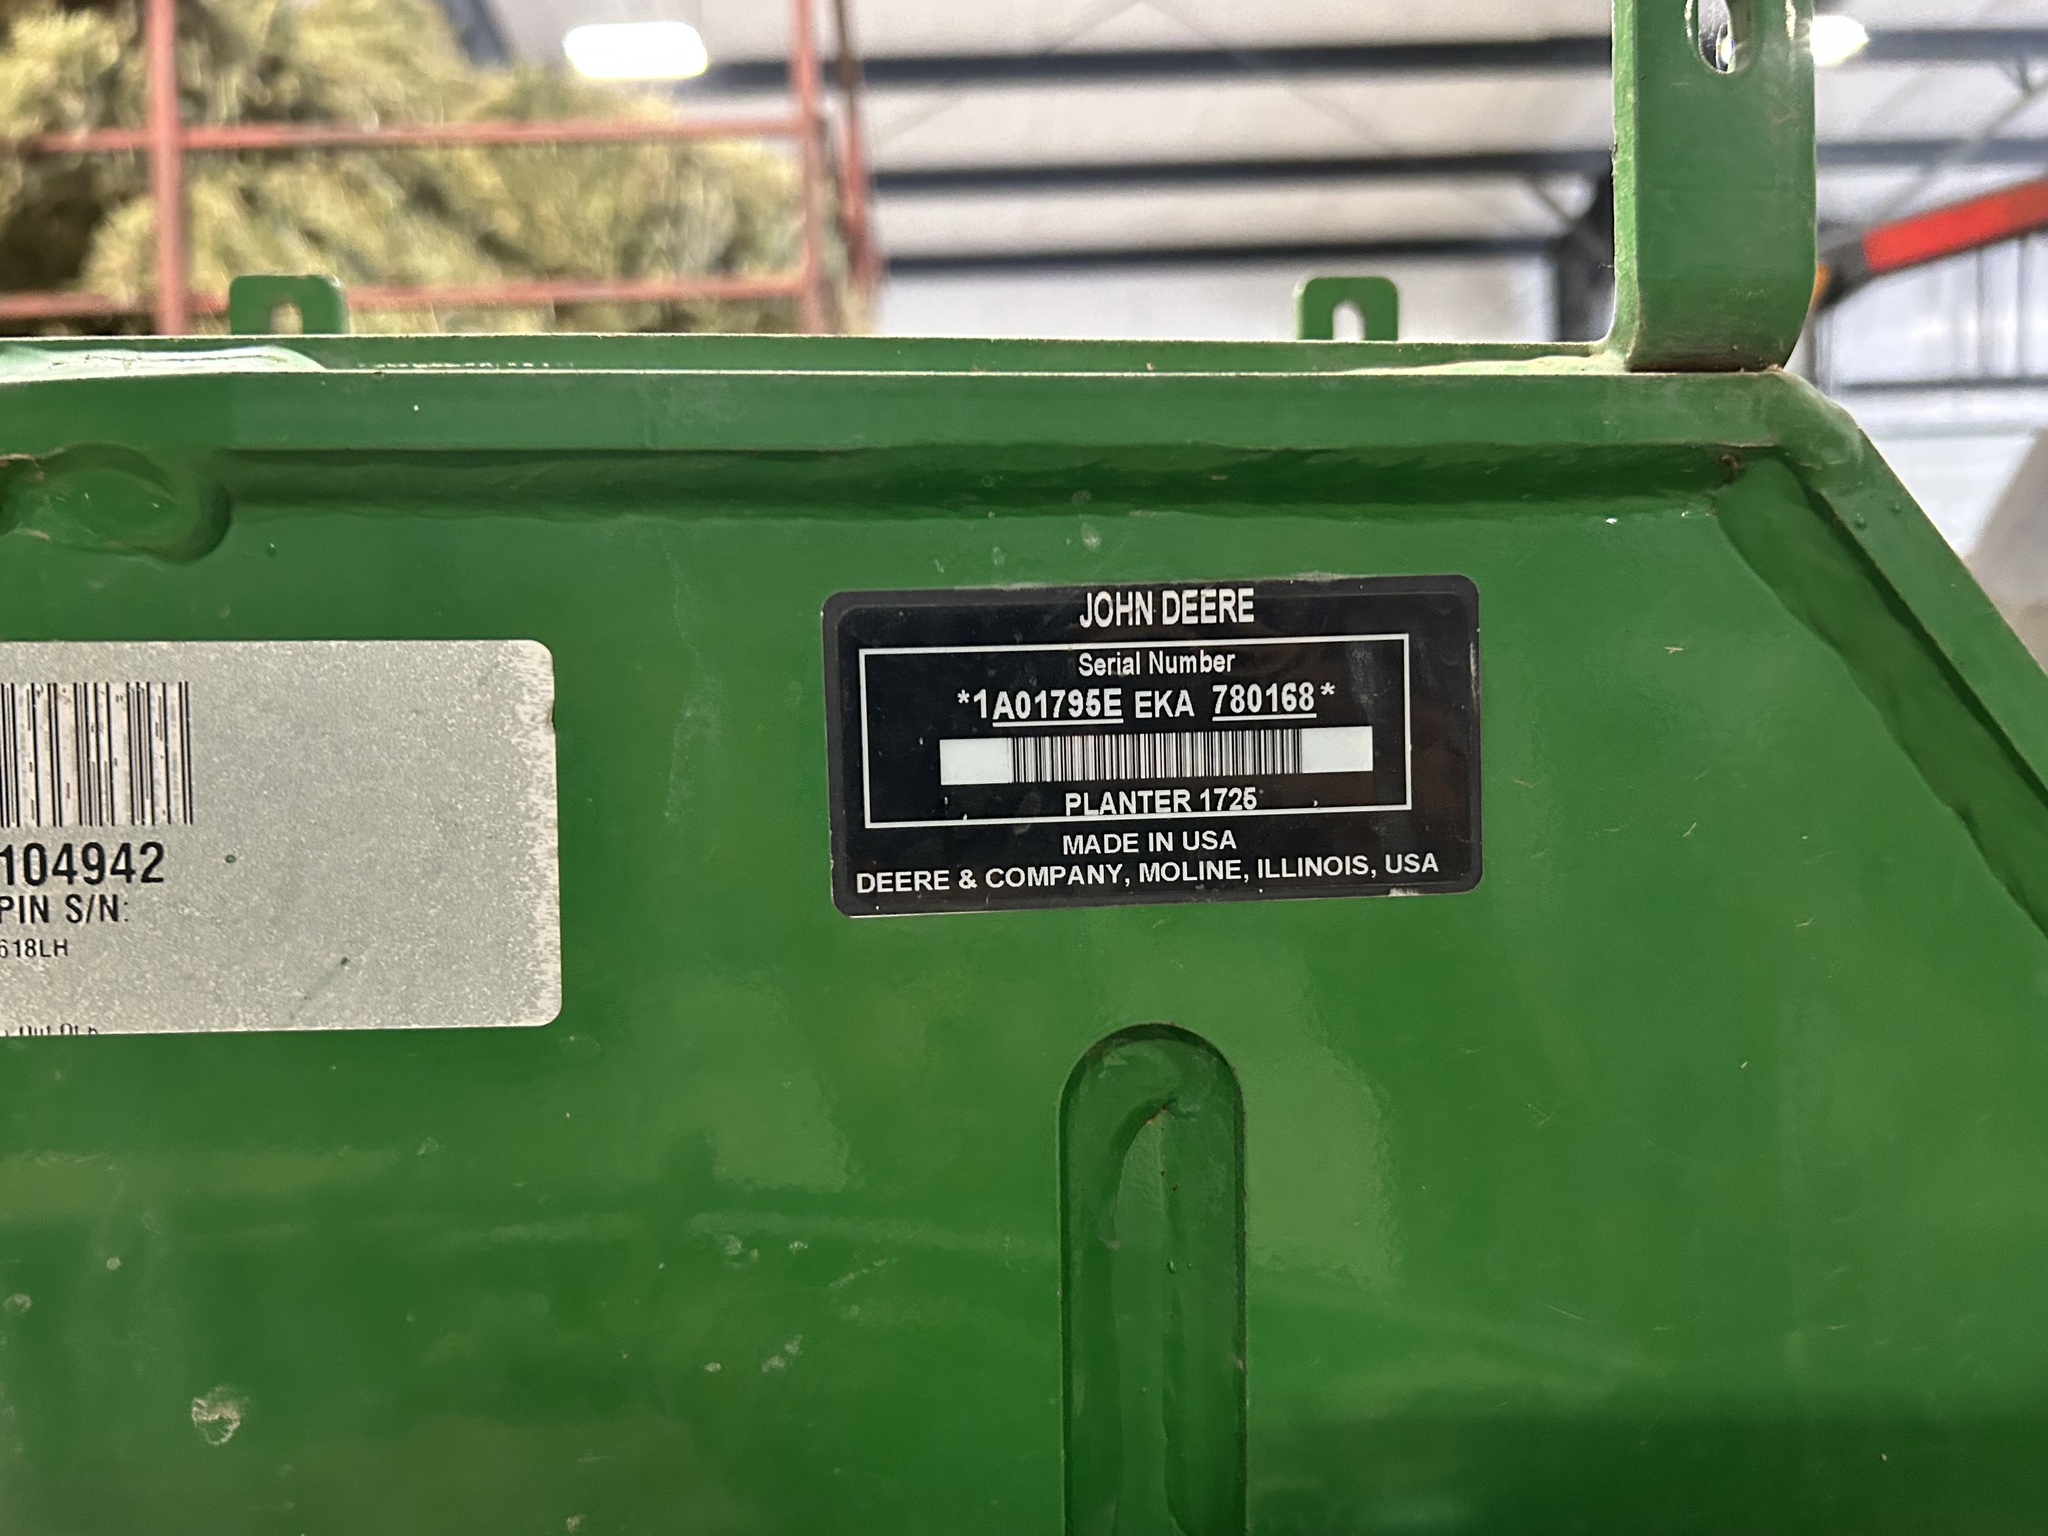 JOHN DEERE
Serial Number
*1A01795E EKA 780168*
PLANTER 1725
MADE IN USA
DEERE & COMPANY, MOLINE, ILLINOIS, USA
104942
PIN S/N:
618LH